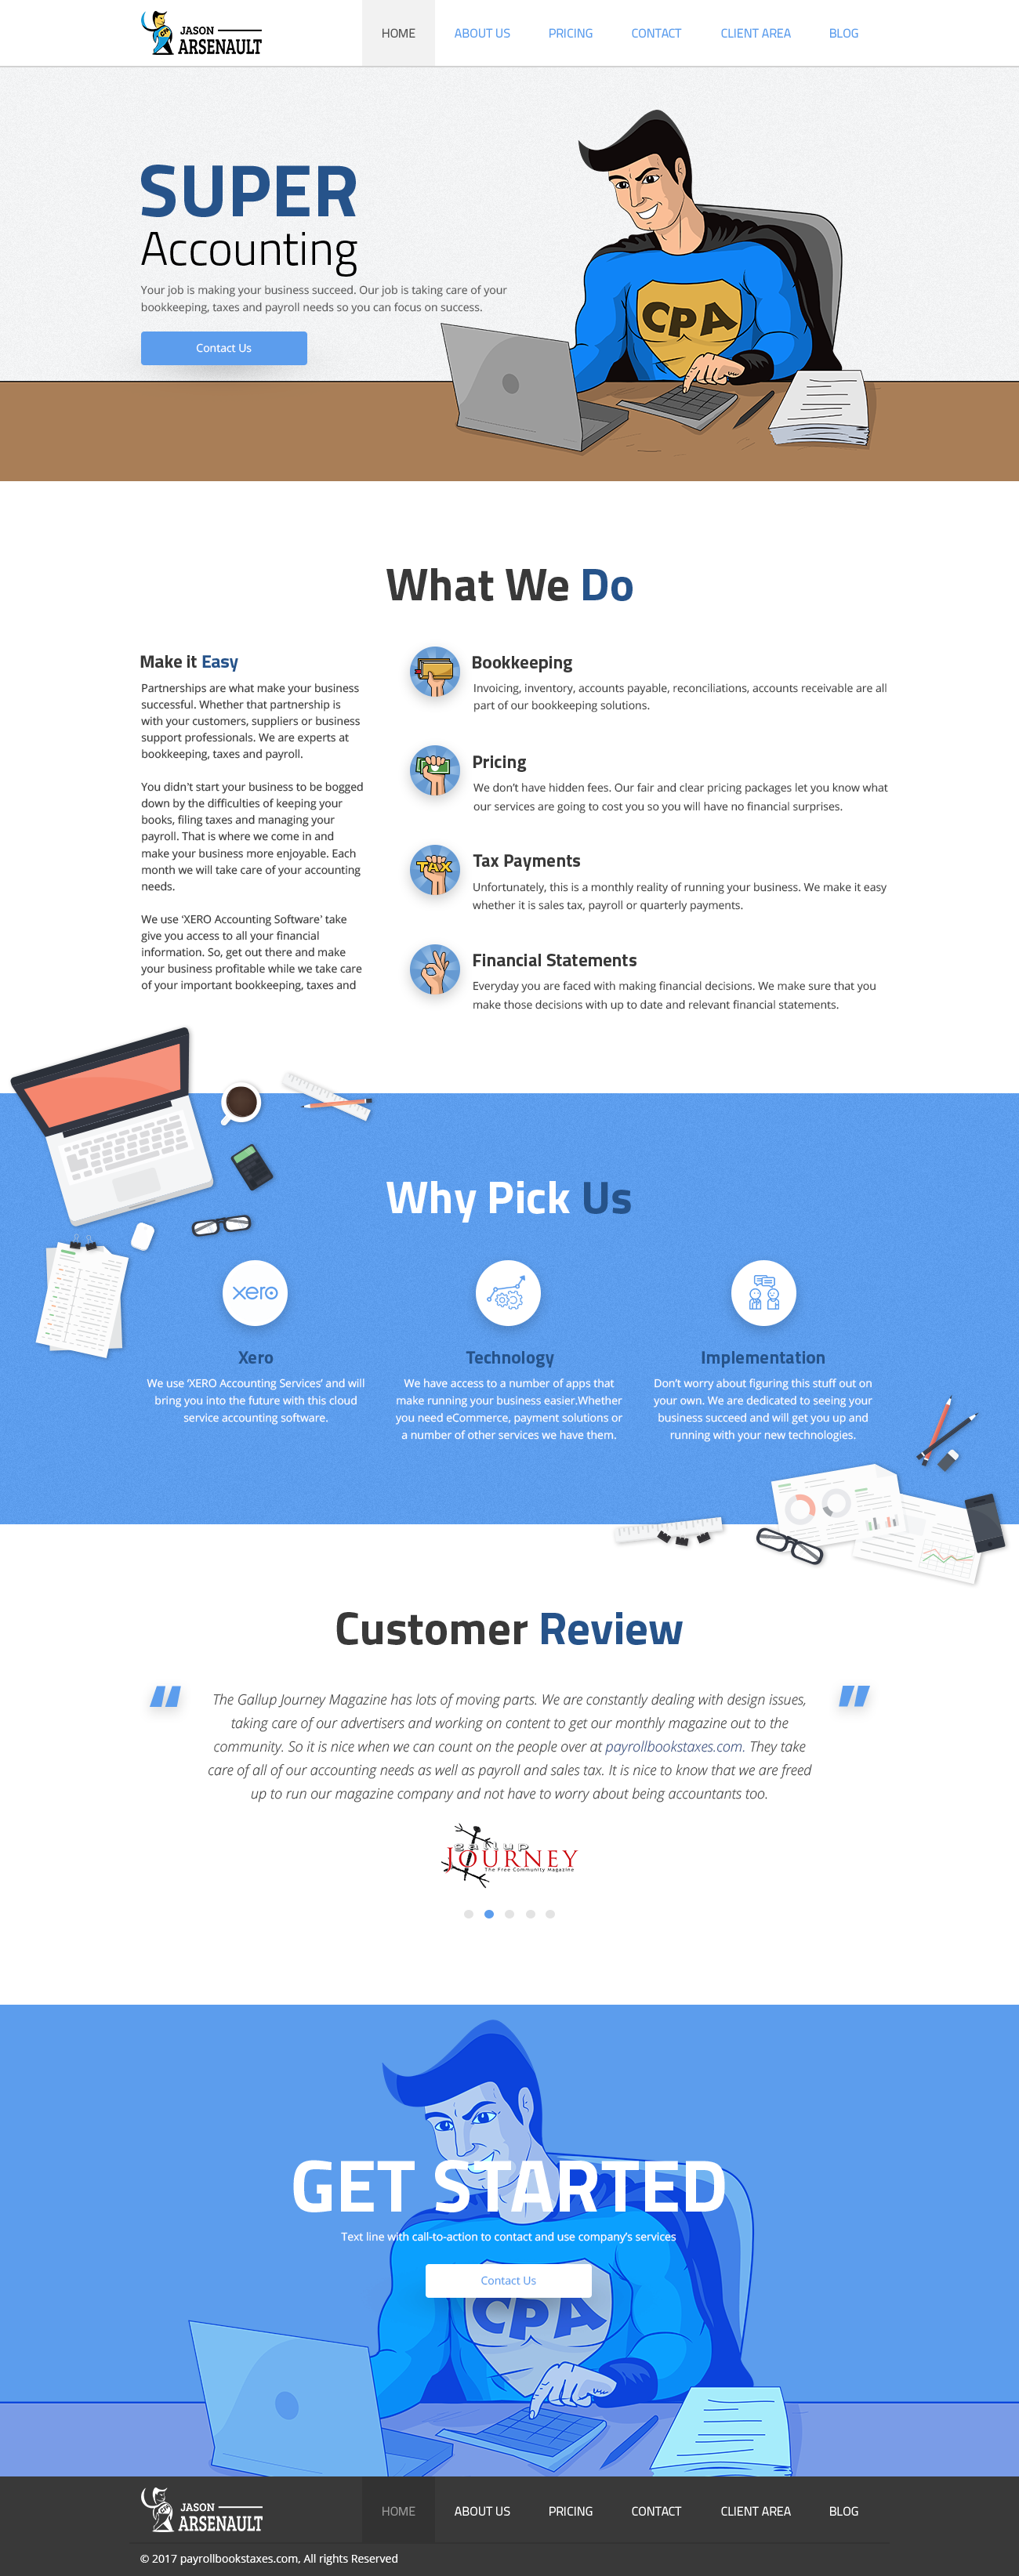 JASON
ARSENAULT
HOME
ABOUT US
PRICING
CONTACT
CLIENT AREA
BLOG
SUPER
Accounting
Your job is making your business succeed. Our job is taking care of your
bookkeeping, taxes and payroll needs so you can focus on success.
Contact Us
CPA
What We Do
Make it Easy
Partnerships are what make your business
successful. Whether that partnership is
with your customers, suppliers or business
support professionals. We are experts at
bookkeeping, taxes and payroll.
You didn't start your business to be bogged
down by the difficulties of keeping your
books, filing taxes and managing your
payroll. That is where we come in and
make your business more enjoyable. Each
month we will take care of your accounting
needs.
We use ‘XERO Accounting Software’ take
give you access to all your financial
information. So, get out there and make
your business profitable while we take care
of your important bookkeeping, taxes and
Bookkeeping
Invoicing, inventory, accounts payable, reconciliations, accounts receivable are all
part of our bookkeeping solutions.
Pricing
We don’t have hidden fees. Our fair and clear pricing packages let you know what
our services are going to cost you so you will have no financial surprises.
TAX
Tax Payments
Unfortunately, this is a monthly reality of running your business. We make it easy
whether it is sales tax, payroll or quarterly payments.
Financial Statements
Everyday you are faced with making financial decisions. We make sure that you
make those decisions with up to date and relevant financial statements.
Why Pick Us
xero
Xero
We use ‘XERO Accounting Services’ and will
bring you into the future with this cloud
service accounting software.
Technology
We have access to a number of apps that
make running your business easier.Whether
you need eCommerce, payment solutions or
a number of other services we have them.
Implementation
Don’t worry about figuring this stuff out on
your own. We are dedicated to seeing your
business succeed and will get you up and
running with your new technologies.
Customer Review
The Gallup Journey Magazine has lots of moving parts. We are constantly dealing with design issues,
taking care of our advertisers and working on content to get our monthly magazine out to the
community. So it is nice when we can count on the people over at payrollbookstaxes.com. They take
care of all of our accounting needs as well as payroll and sales tax. It is nice to know that we are freed
up to run our magazine company and not have to worry about being accountants too.
gallup
JOURNEY
The Free Community Magazine
GET STARTED
Text line with call-to-action to contact and use company’s services
Contact Us
CPA
JASON
ARSENAULT
HOME
ABOUT US
PRICING
CONTACT
CLIENT AREA
BLOG
© 2017 payrollbookstaxes.com, All rights Reserved